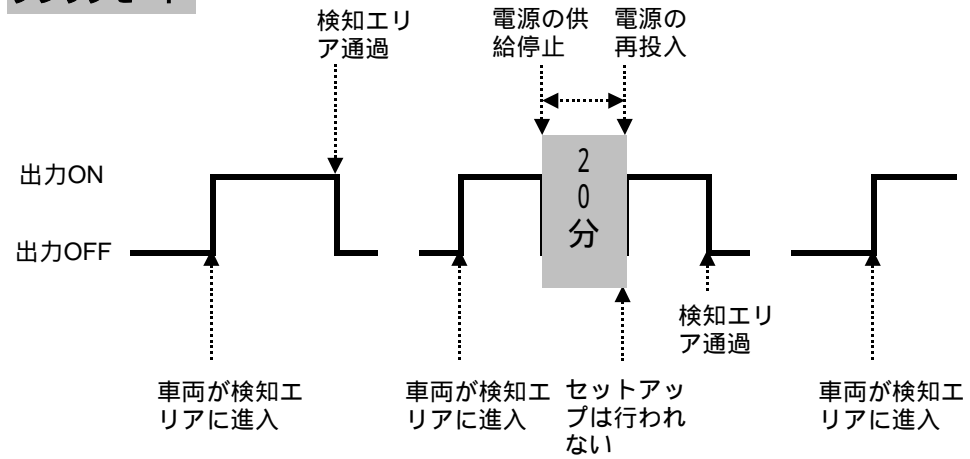 検知エリ
ア通過
電源の供
給停止
電源の
再投入
出力ON
出力OFF
2
0
分
検知エリ
ア通過
車両が検知エ
リアに進入
車両が検知エ
リアに進入
セットアッ
プは行われ
ない
車両が検知エ
リアに進入